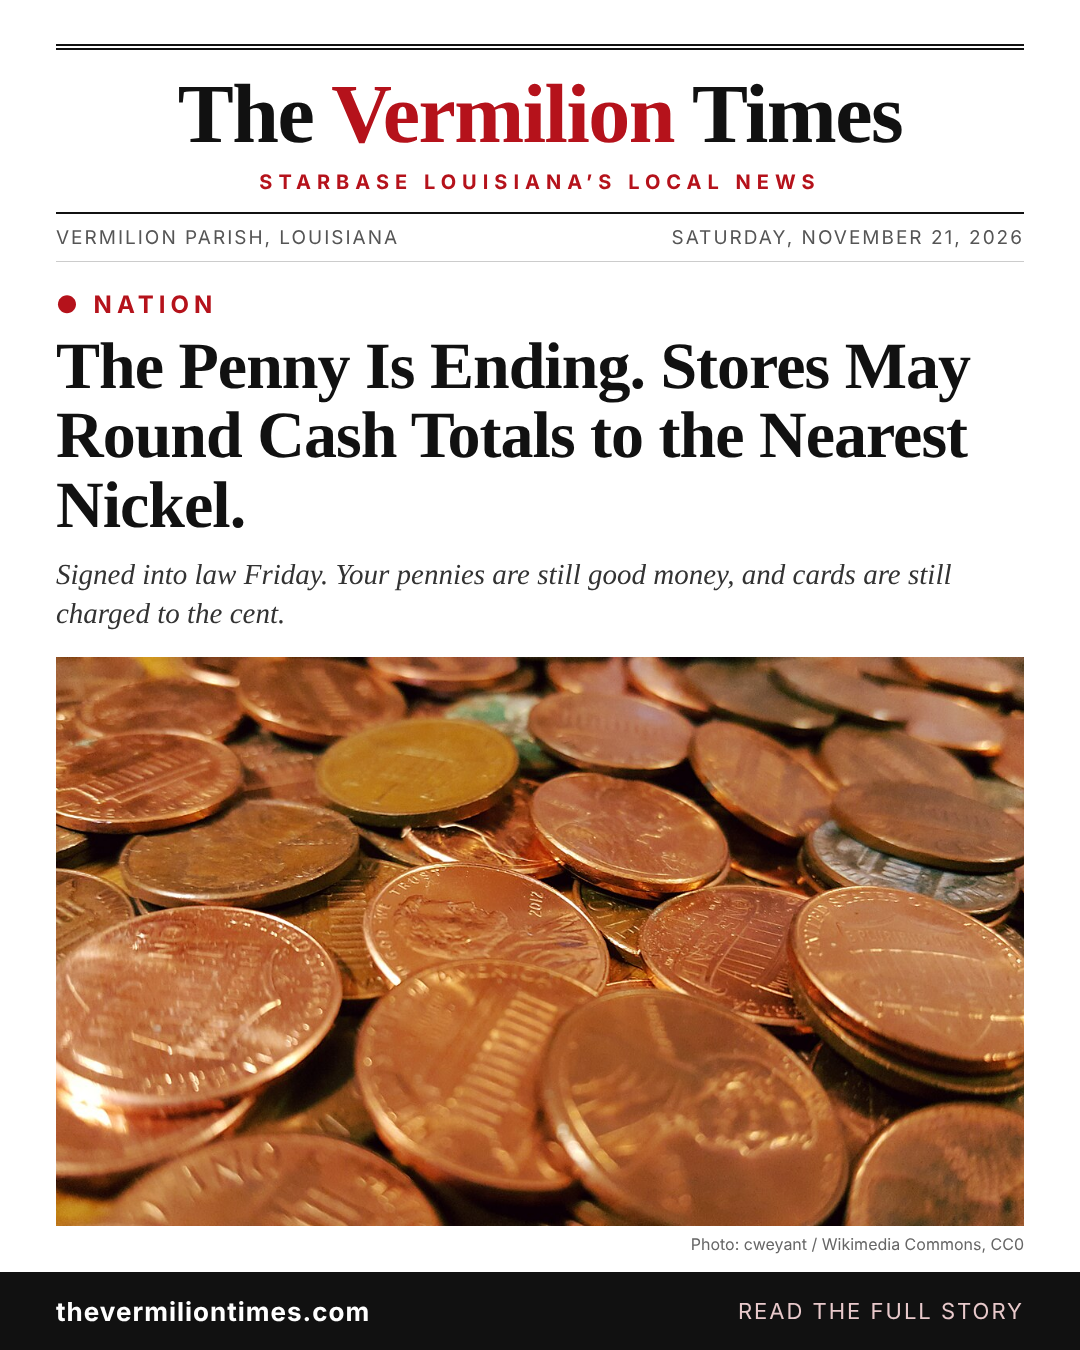 The Vermilion Times
STARBASE LOUISIANA’S LOCAL NEWS
VERMILION PARISH, LOUISIANA
SATURDAY, NOVEMBER 21, 2026
NATION
The Penny Is Ending. Stores May
Round Cash Totals to the Nearest
Nickel.
Signed into law Friday. Your pennies are still good money, and cards are still
charged to the cent.
TRUST
2012
Photo: cweyant / Wikimedia Commons, CC0
thevermiliontimes.com
READ THE FULL STORY